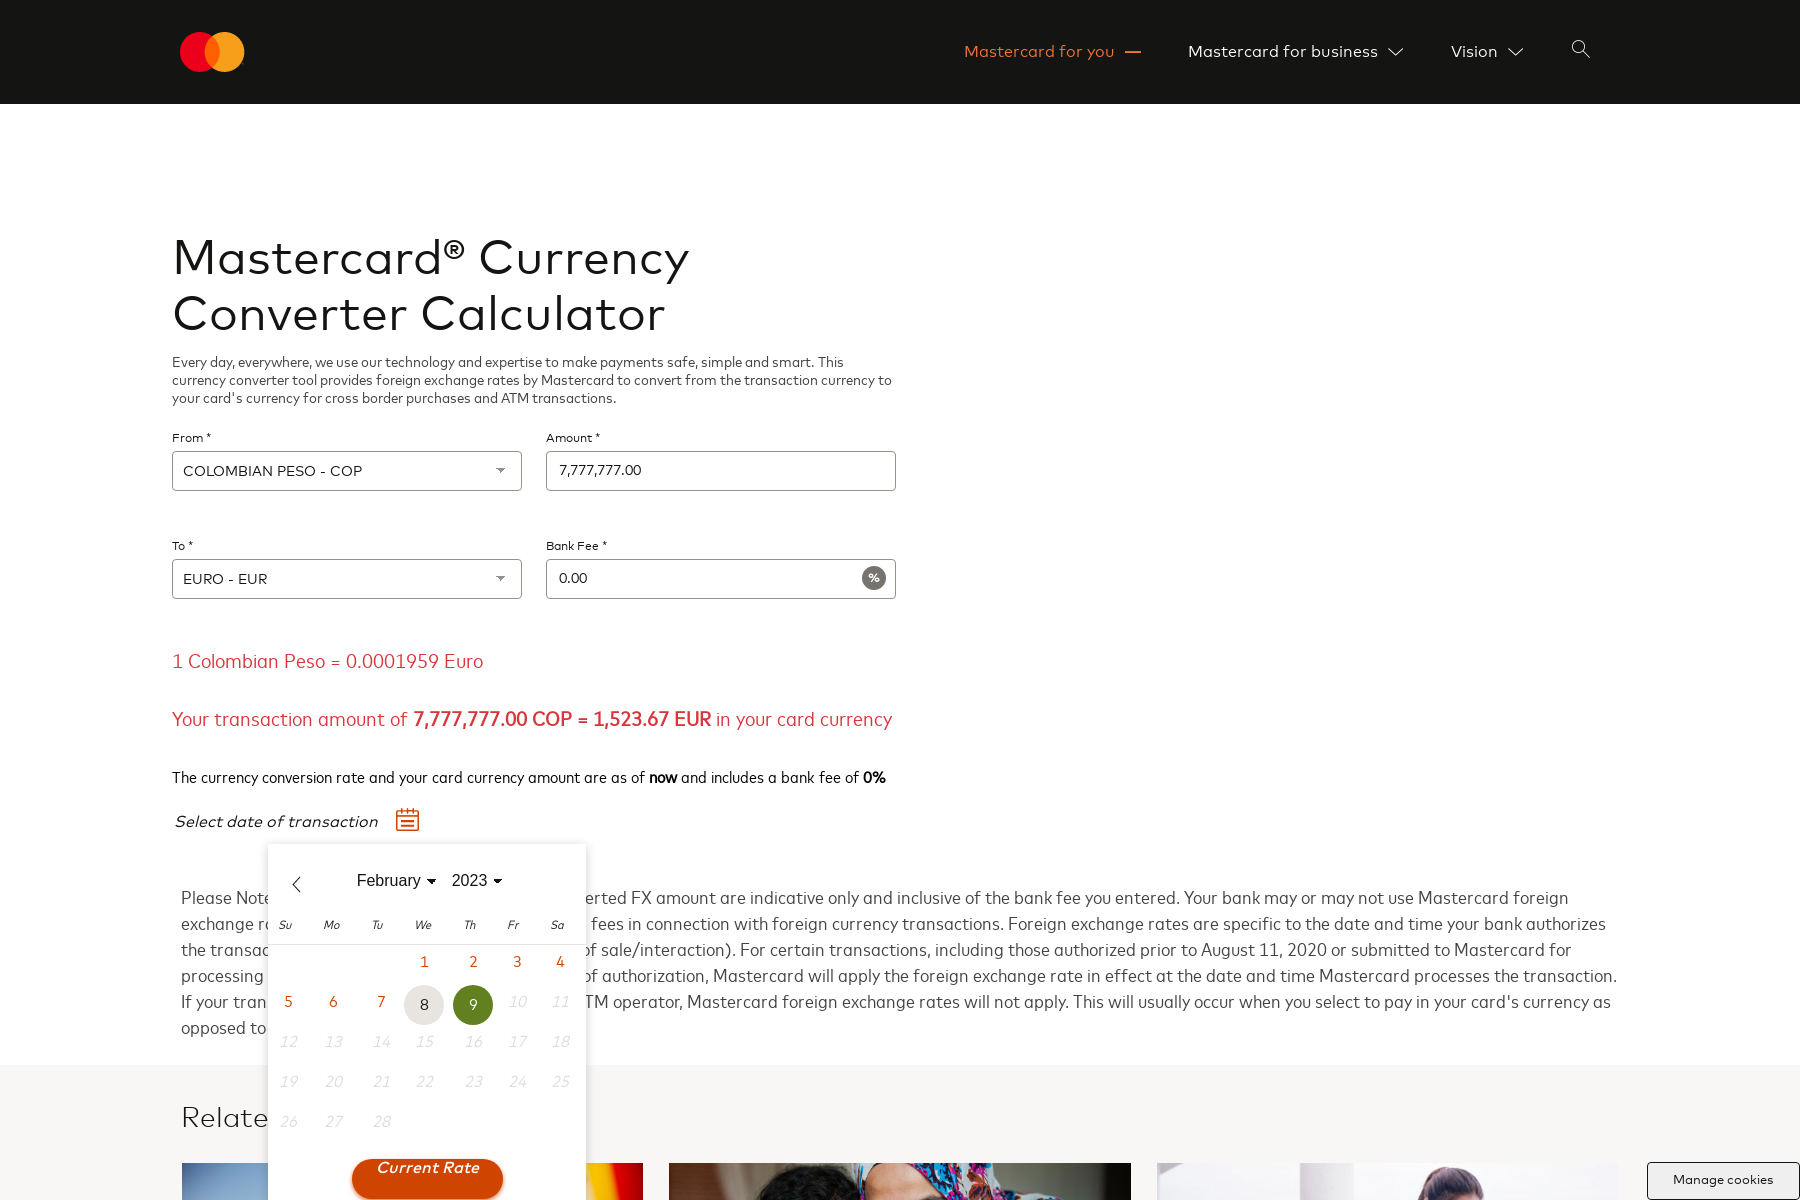 Mastercard for you
Mastercard for business
Vision
Mastercard® Currency
Converter Calculator
Every day, everywhere, we use our technology and expertise to make payments safe, simple and smart. This
currency converter tool provides foreign exchange rates by Mastercard to convert from the transaction currency to
your card's currency for cross border purchases and ATM transactions.
From *
Amount *
COLOMBIAN PESO - COP
7,777,777.00
To *
Bank Fee *
EURO - EUR
0.00
%
1 Colombian Peso = 0.0001959 Euro
Your transaction amount of 7,777,777.00 COP = 1,523.67 EUR in your card currency
The currency conversion rate and your card currency amount are as of now and includes a bank fee of 0%
Select date of transaction
February 2023
Su Mo Tu We Th Fr Sa
1 2 3 4
5 6 7 8 9 10 11
12 13 14 15 16 17 18
19 20 21 22 23 24 25
26 27 28
Current Rate
Please Note
FX amount are indicative only and inclusive of the bank fee you entered. Your bank may or may not use Mastercard foreign
exchange
fees in connection with foreign currency transactions. Foreign exchange rates are specific to the date and time your bank authorizes
the
of sale/interaction). For certain transactions, including those authorized prior to August 11, 2020 or submitted to Mastercard for
processing
of authorization, Mastercard will apply the foreign exchange rate in effect at the date and time Mastercard processes the transaction.
If your
operator, Mastercard foreign exchange rates will not apply. This will usually occur when you select to pay in your card's currency as
opposed to
Manage cookies